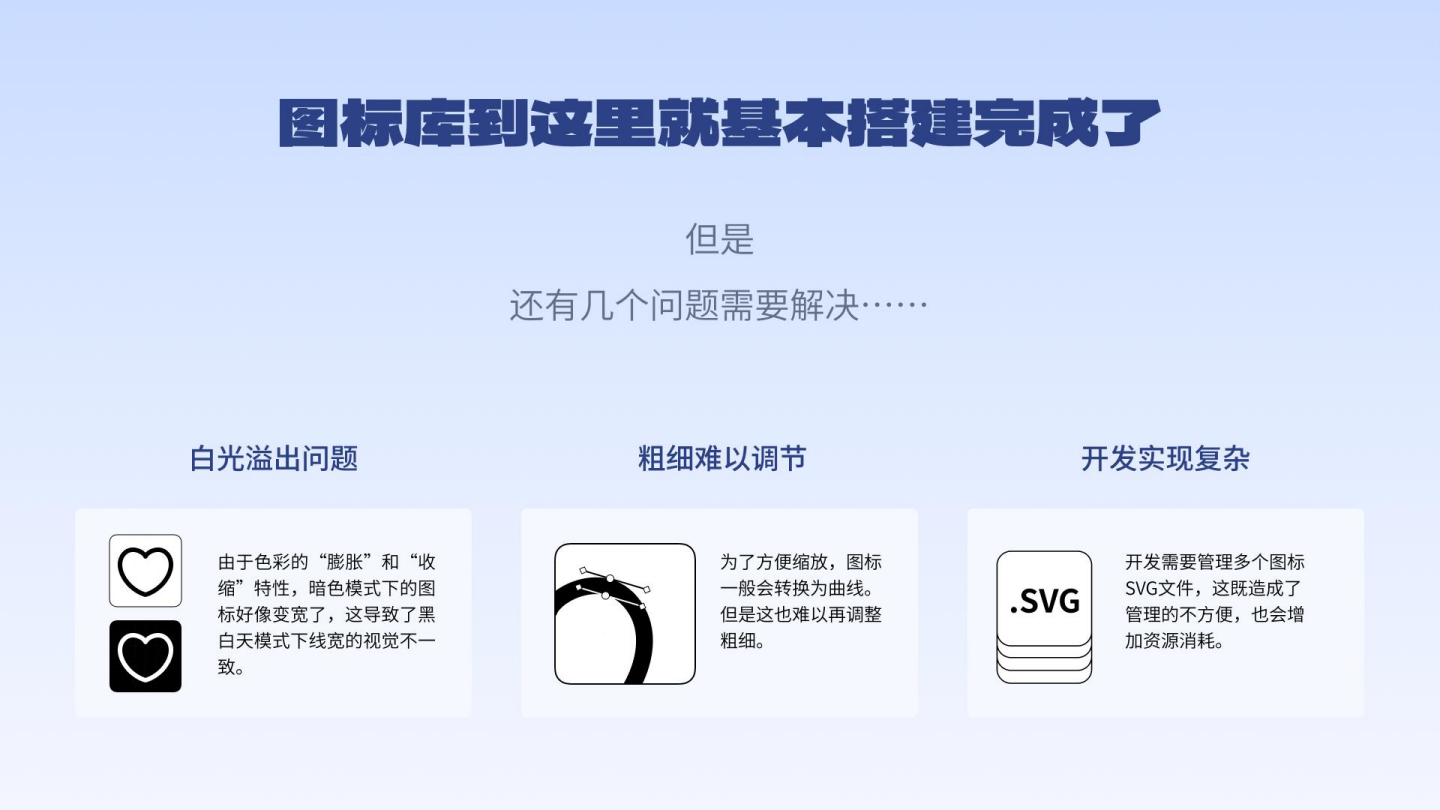 图标库到这里就基本搭建完成了
但是
还有几个问题需要解决……
白光溢出问题
由于色彩的“膨胀”和“收
缩”特性，暗色模式下的图
标好像变宽了，这导致了黑
白天模式下线宽的视觉不一
致。
粗细难以调节
为了方便缩放，图标
一般会转换为曲线。
但是这也难以再调整
粗细。
开发实现复杂
.SVG
开发需要管理多个图标
SVG文件，这既造成了
管理的不方便，也会增
加资源消耗。